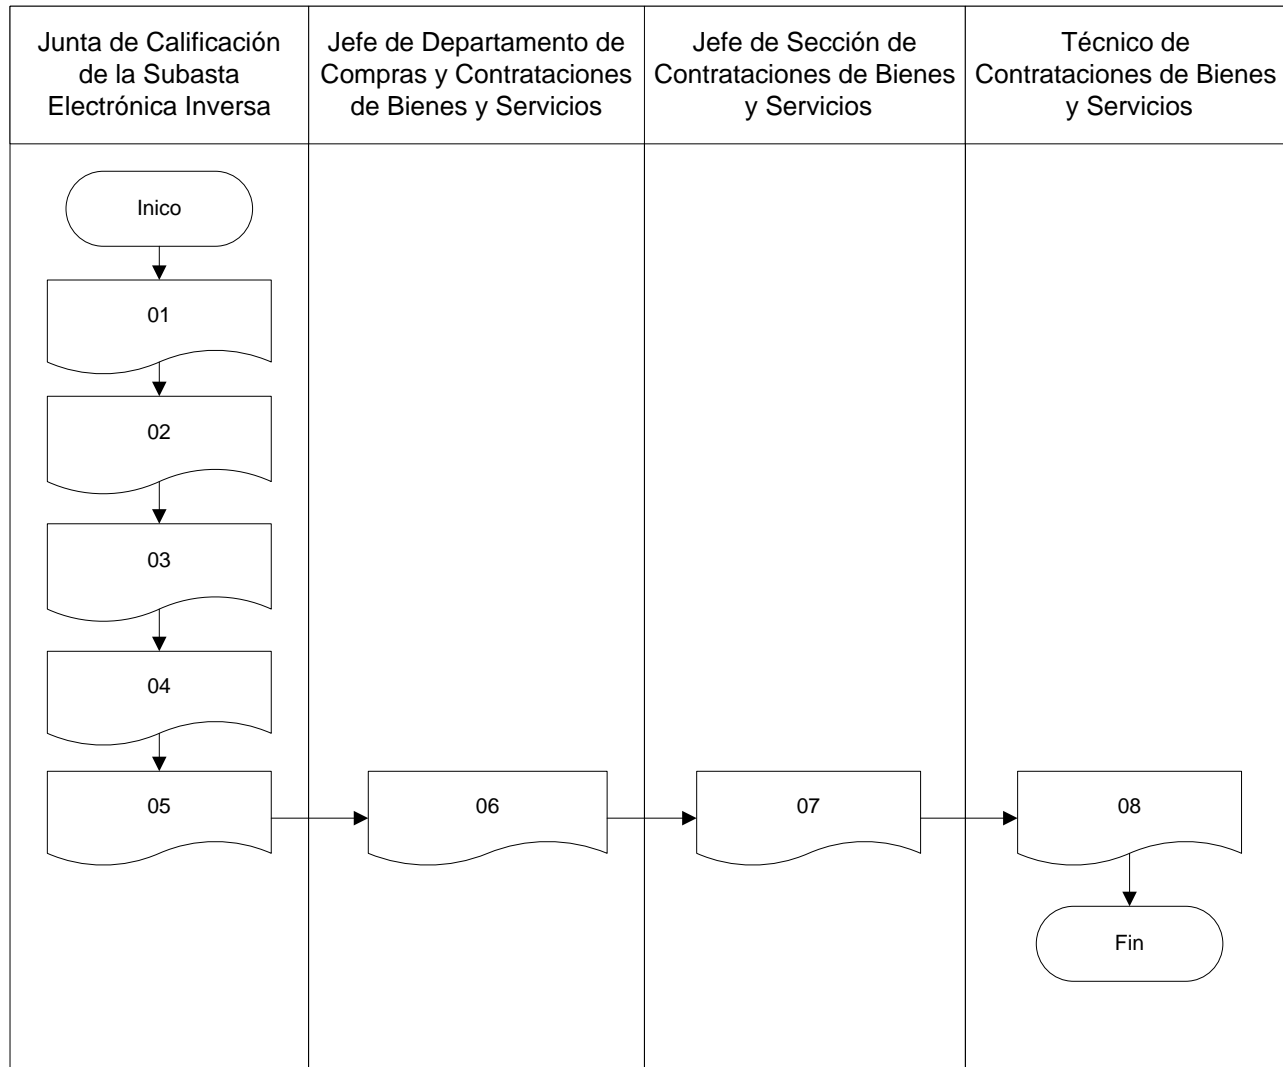 Junta de Calificación
de la Subasta
Electrónica Inversa
Jefe de Departamento de
Compras y Contrataciones
de Bienes y Servicios
Jefe de Sección de
Contrataciones de Bienes
y Servicios
Técnico de
Contrataciones de Bienes
y Servicios
Inico
01
02
03
04
05
06
07
08
Fin